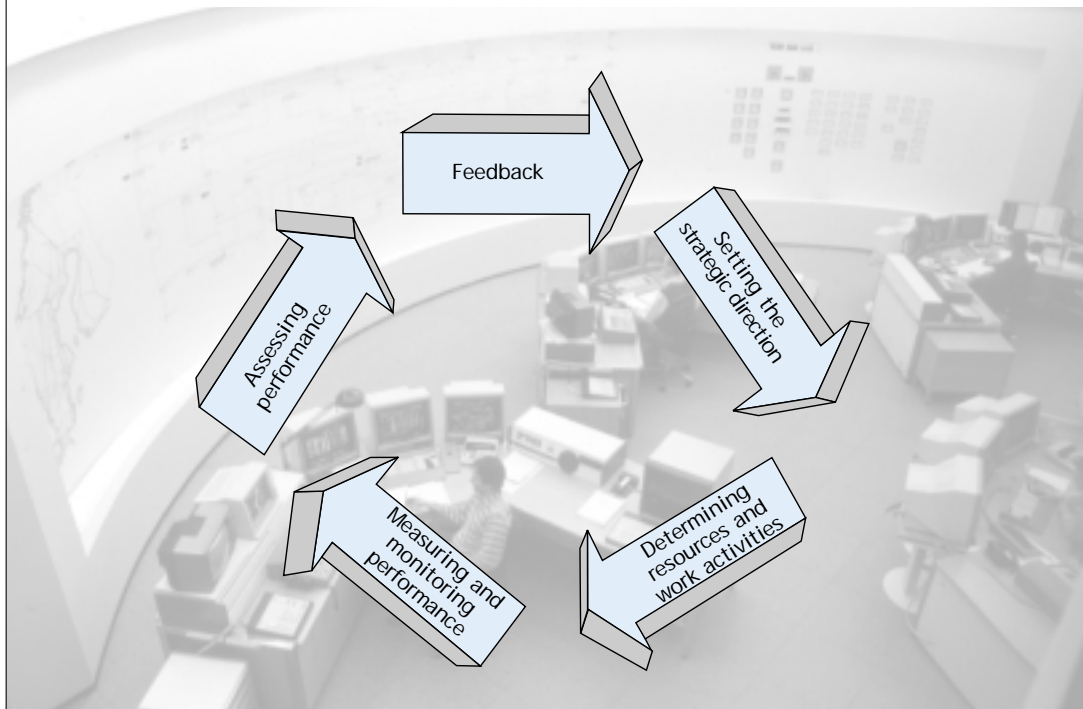 Feedback
Setting the
strategic direction
Determining
resources and
work activities
Measuring and
monitoring
performance
Assessing
performance